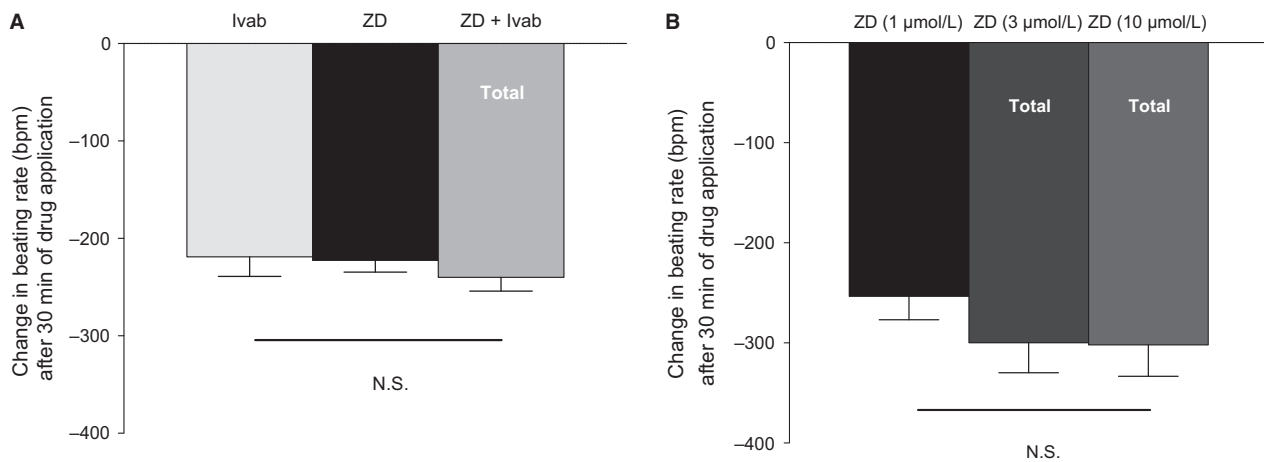 A
Ivab ZD ZD + Ivab
0
–100
–200
–300
–400
Change in beating rate (bpm)
after 30 min of drug application
Total
N.S.
B
ZD (1 µmol/L) ZD (3 µmol/L) ZD (10 µmol/L)
0
–100
–200
–300
–400
Change in beating rate (bpm)
after 30 min of drug application
Total Total
N.S.